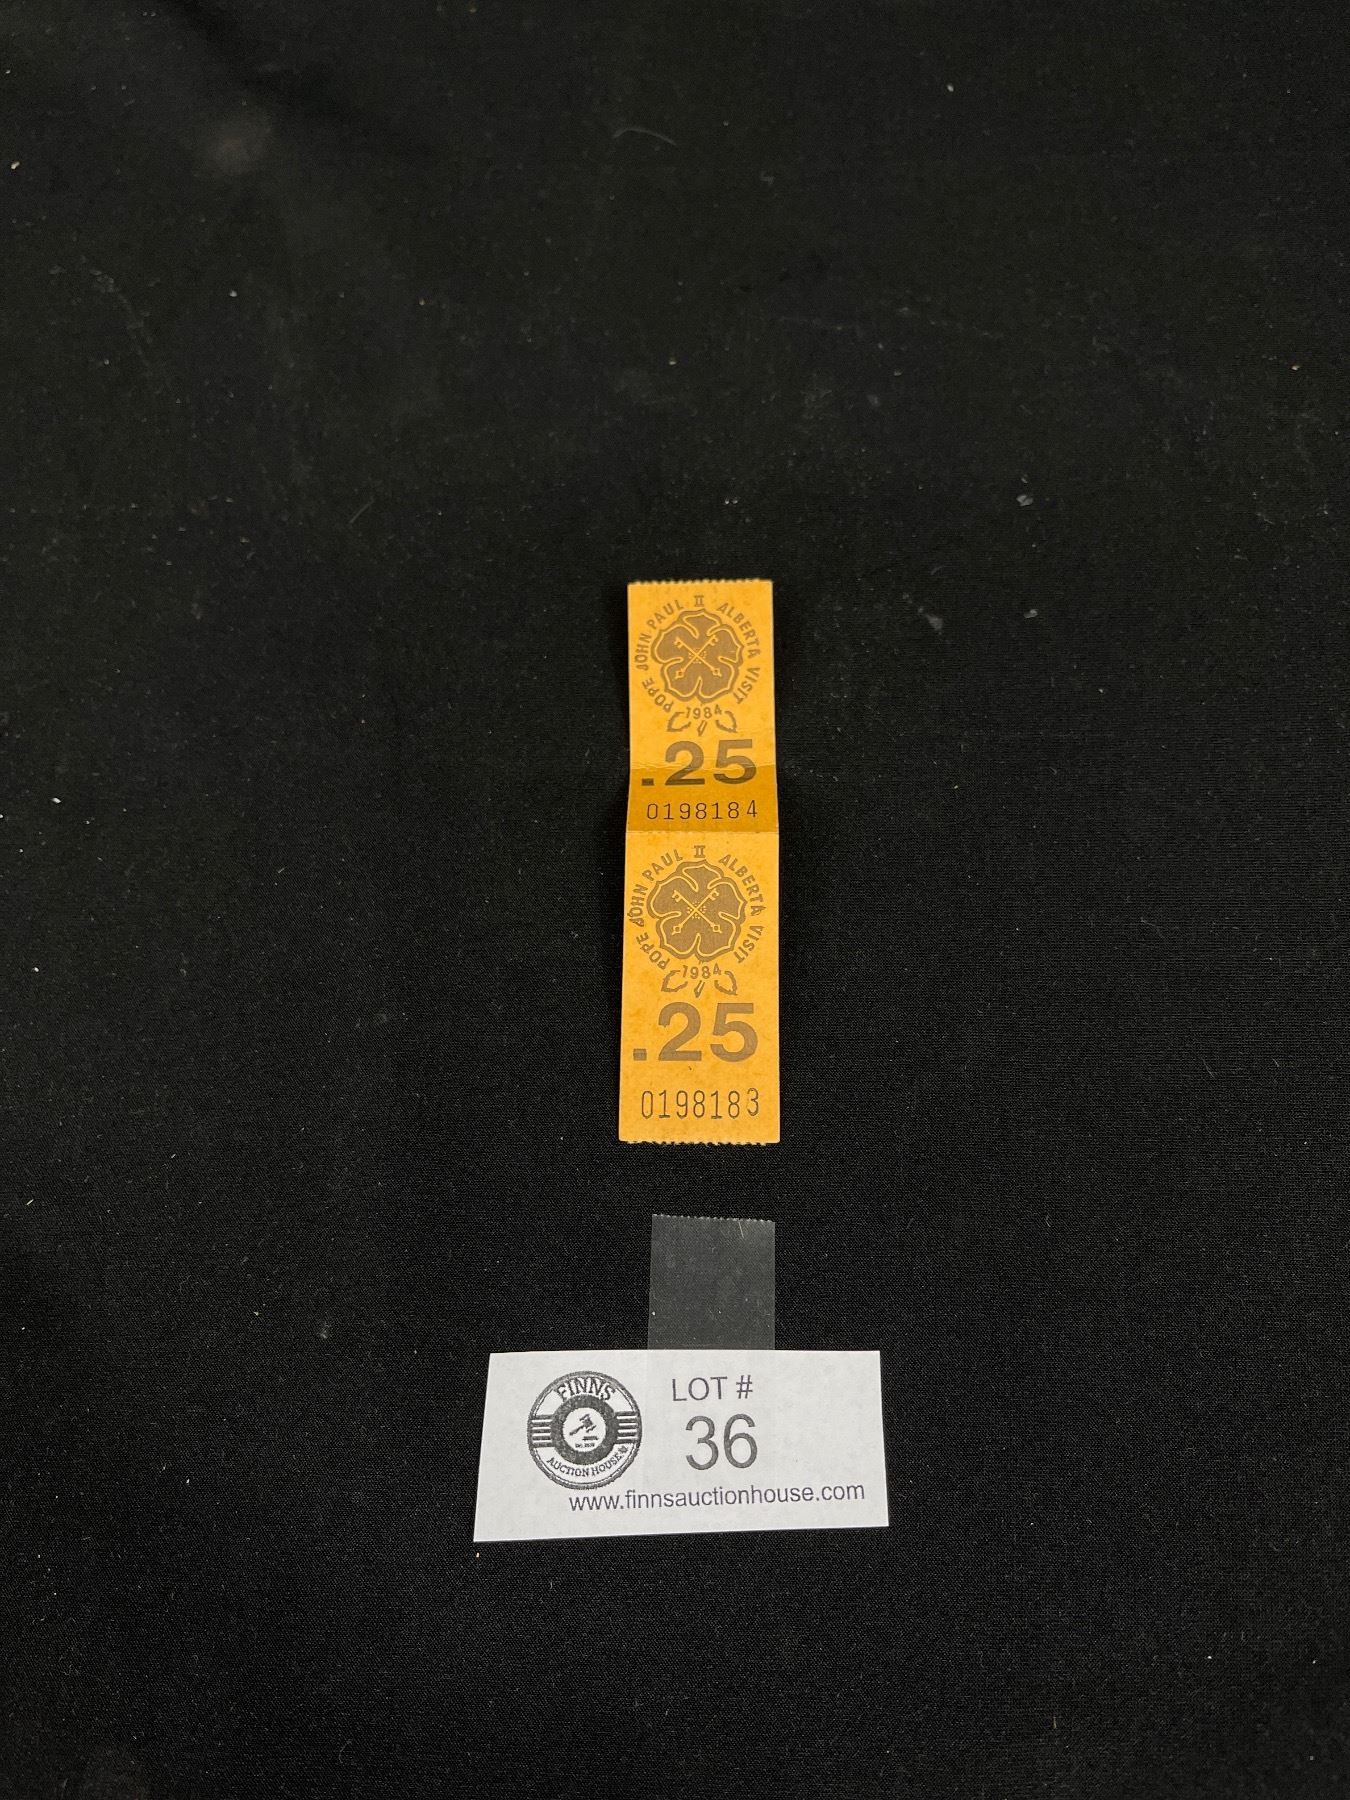 POPE JOHN PAUL II ALBERTA VISIT
1984
.25
0198184
POPE JOHN PAUL II ALBERTA VISIT
1984
.25
0198183
FINNS
AUCTION HOUSE
LOT #
36
www.finnsauctionhouse.com